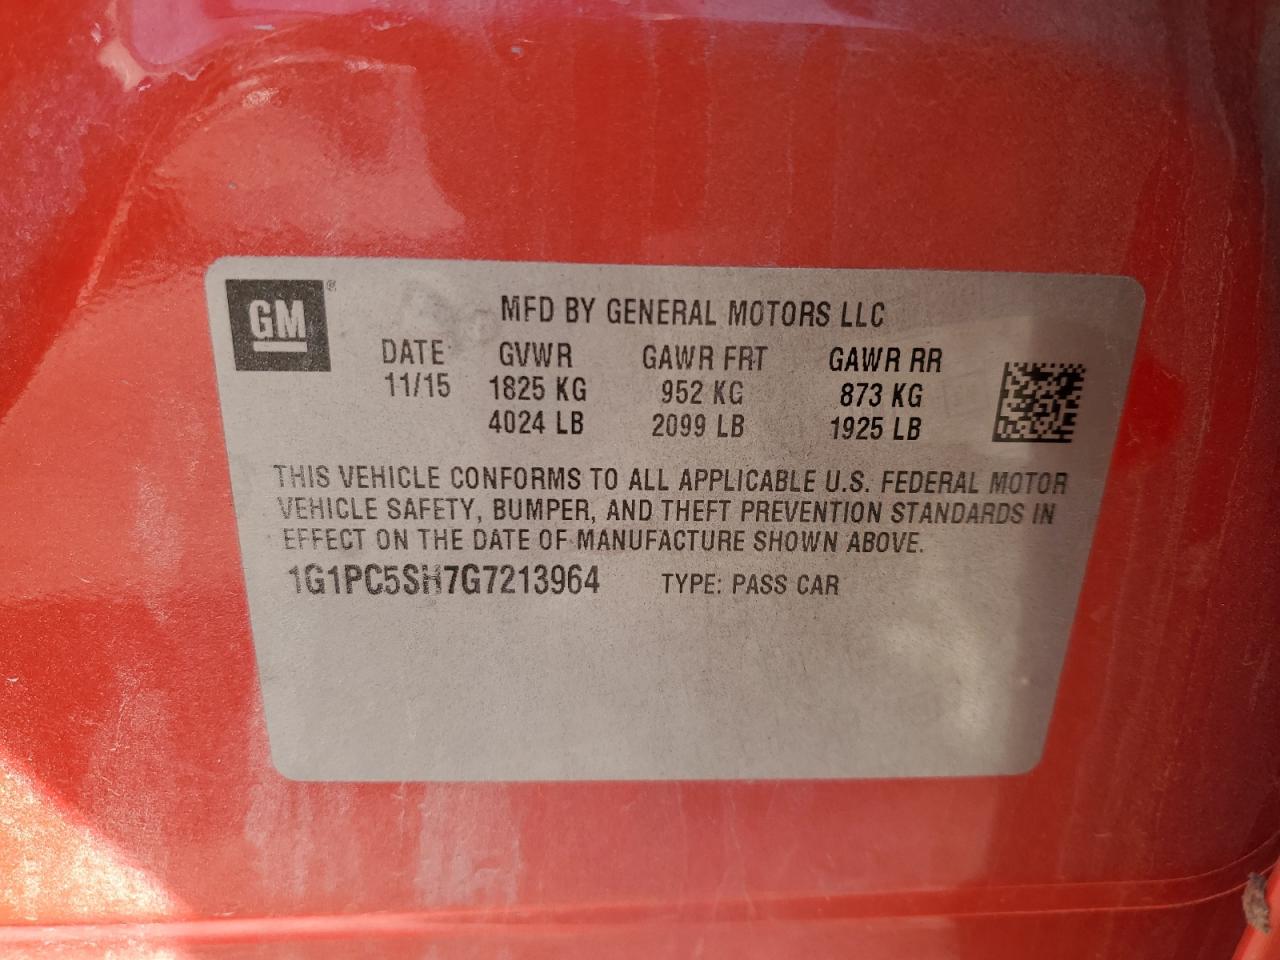 GM®
MFD BY GENERAL MOTORS LLC
DATE GVWR GAWR FRT GAWR RR
11/15 1825 KG 952 KG 873 KG
4024 LB 2099 LB 1925 LB
THIS VEHICLE CONFORMS TO ALL APPLICABLE U.S. FEDERAL MOTOR
VEHICLE SAFETY, BUMPER, AND THEFT PREVENTION STANDARDS IN
EFFECT ON THE DATE OF MANUFACTURE SHOWN ABOVE.
1G1PC5SH7G7213964 TYPE: PASS CAR